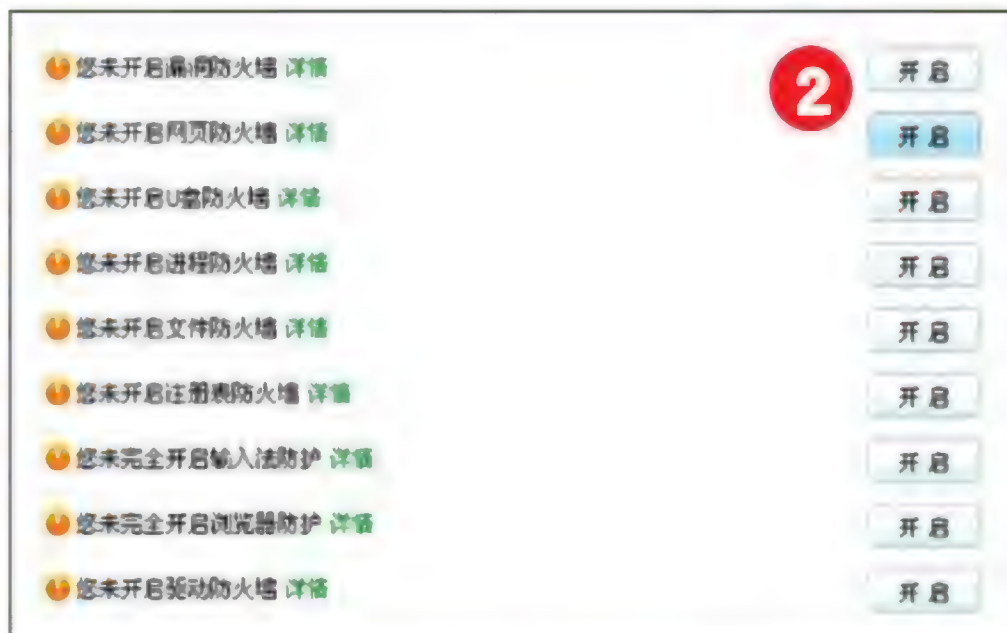 您未开启漏洞防火墙 详情 2 开启
您未开启网页防火墙 详情 开启
您未开启U盘防火墙 详情 开启
您未开启进程防火墙 详情 开启
您未开启文件防火墙 详情 开启
您未开启注册表防火墙 详情 开启
您未完全开启输入法防护 详情 开启
您未完全开启浏览器防护 详情 开启
您未开启驱动防火墙 详情 开启